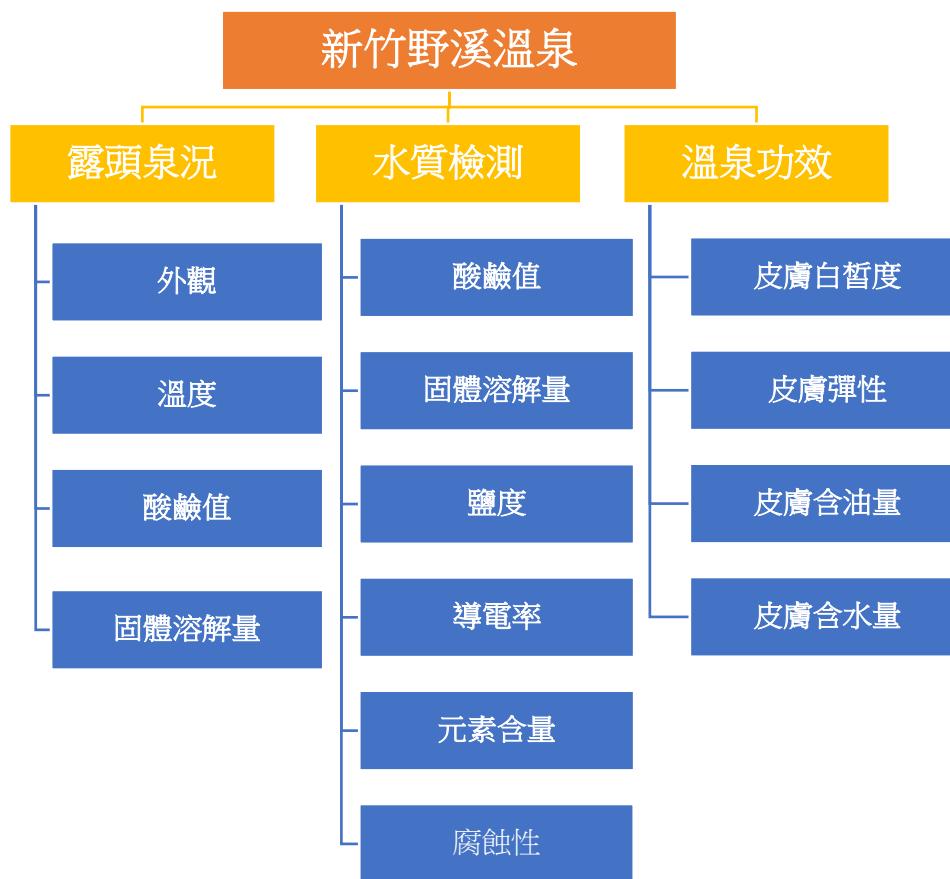 新竹野溪溫泉
露頭泉況
外觀
溫度
酸鹼值
固體溶解量
水質檢測
酸鹼值
固體溶解量
鹽度
導電率
元素含量
腐蝕性
溫泉功效
皮膚白皙度
皮膚彈性
皮膚含油量
皮膚含水量